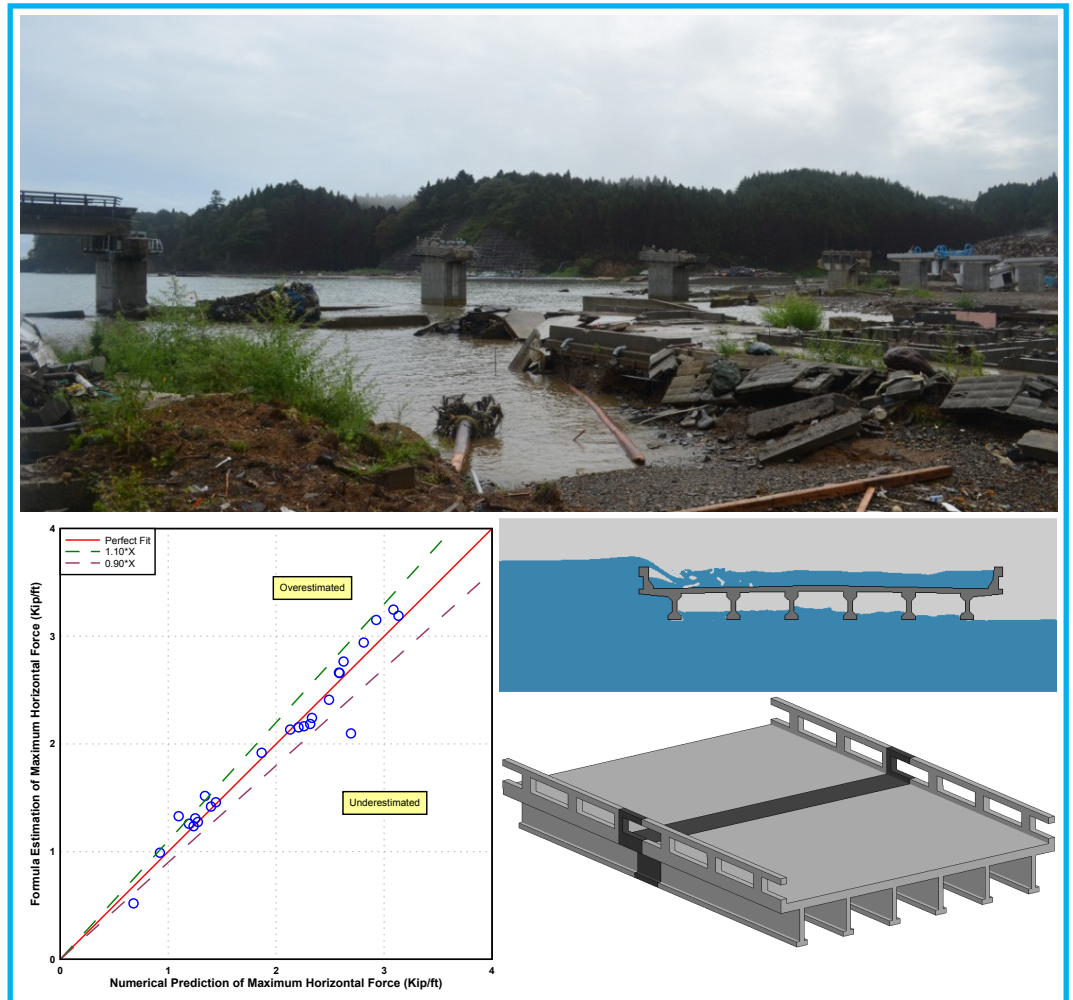 4
3
2
1
0
Formula Estimation of Maximum Horizontal Force (Kip/ft)
Perfect Fit
1.10*X
0.90*X
Overestimated
Underestimated
0
1
2
3
4
Numerical Prediction of Maximum Horizontal Force (Kip/ft)